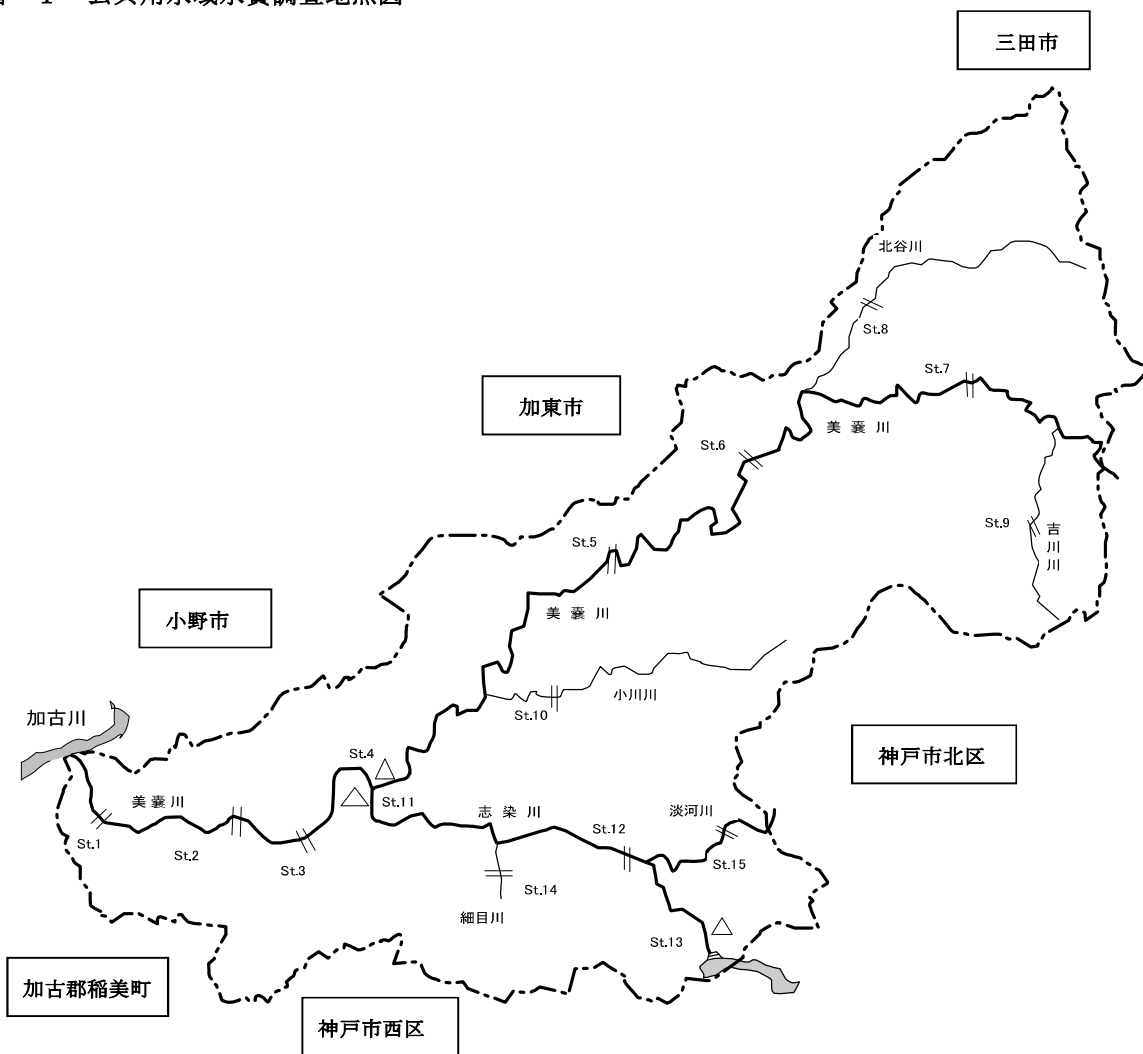 三田市
北谷川
St.8
St.7
加東市
美嚢川
St.6
St.9
吉川川
St.5
小野市
美嚢川
小川川
St.10
加古川
神戸市北区
St.4
美嚢川
St.11
志染川
淡河川
St.12
St.1
St.2
St.3
St.15
St.14
細目川
St.13
加古郡稲美町
神戸市西区